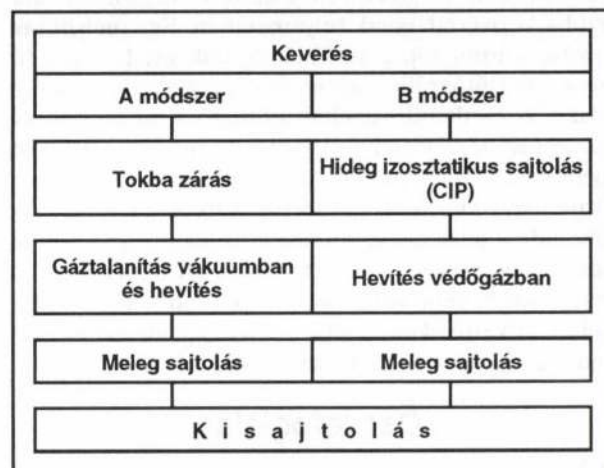 Keverés
A módszer
B módszer
Tokba zárás
Hideg izosztatikus sajtolás
(CIP)
Gáztalanítás vákuumban
és hevítés
Hevítés védőgázban
Meleg sajtolás
Meleg sajtolás
Kisajtolás